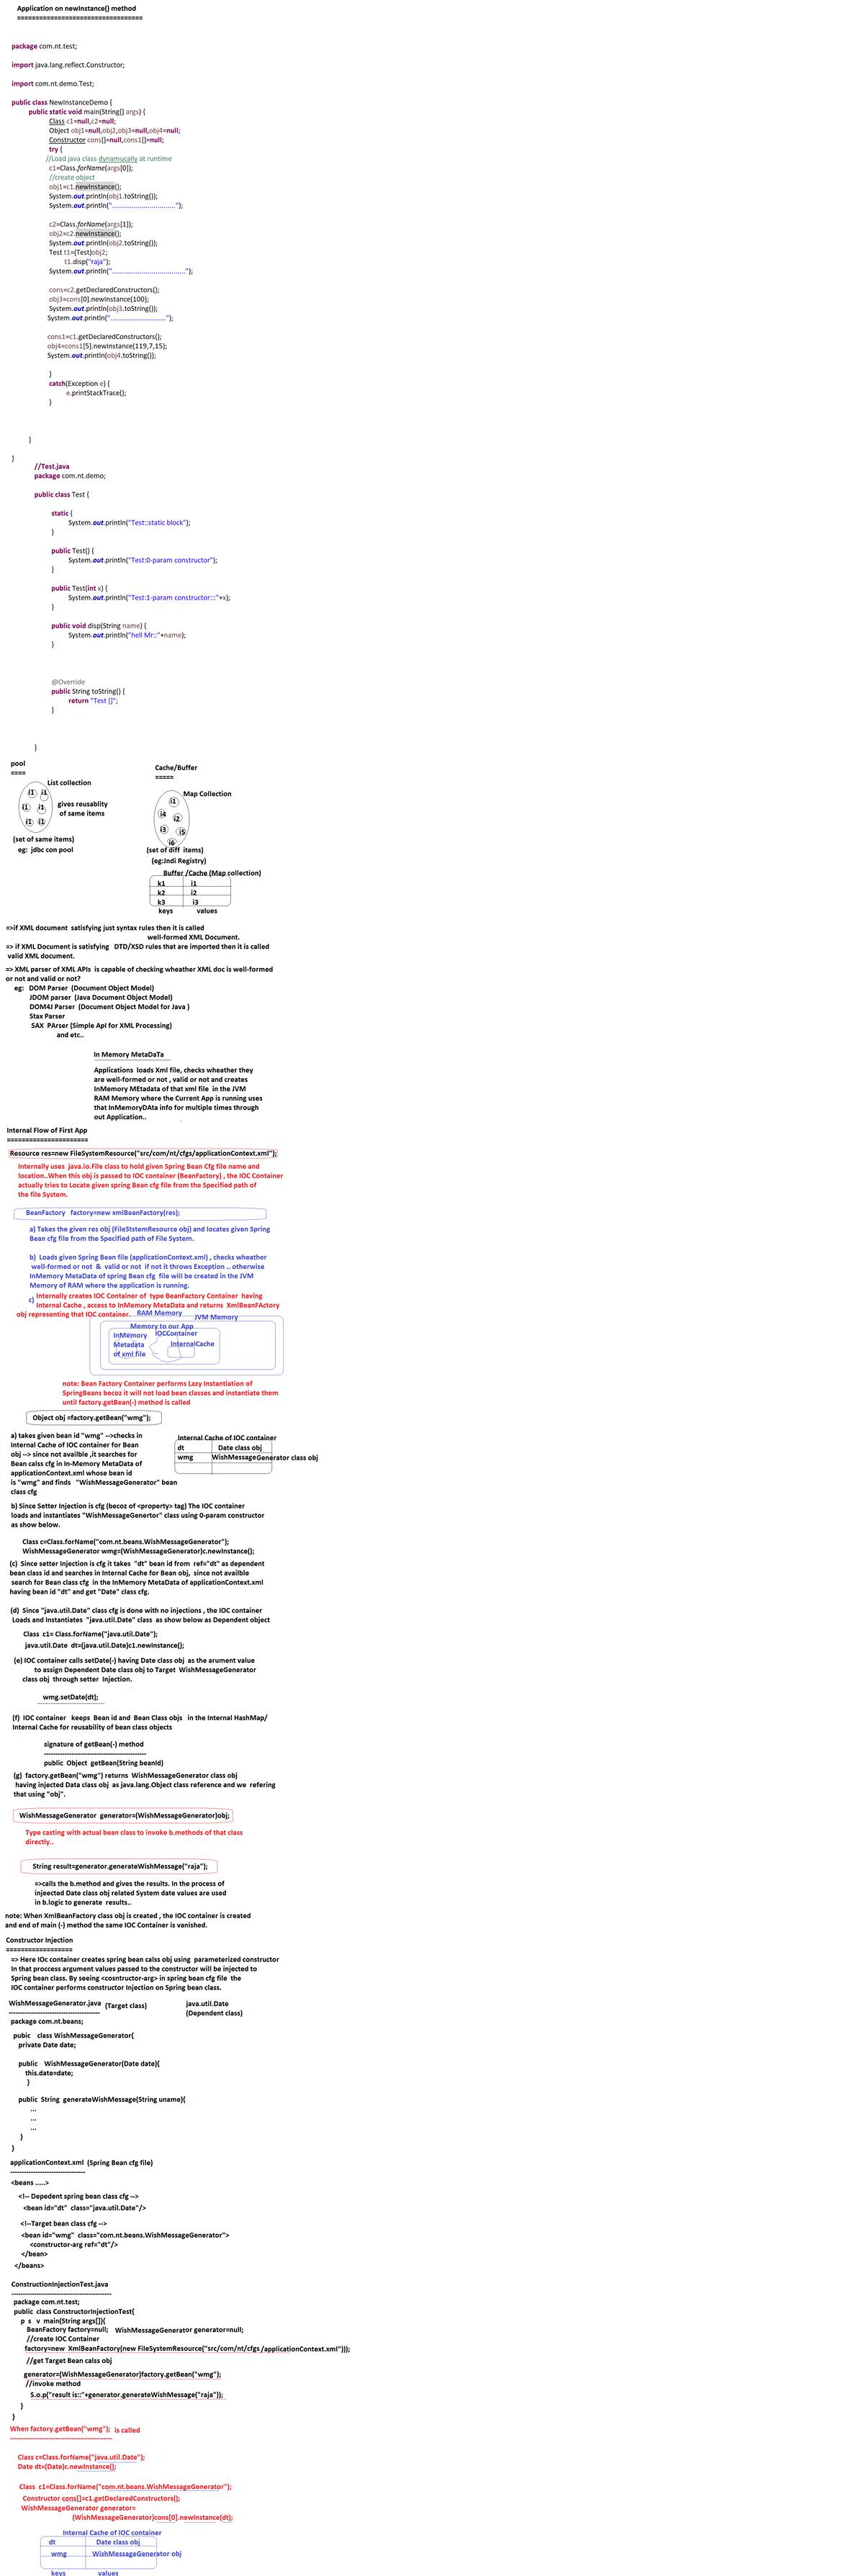 Application on newInstance() method
==================================
package com.nt.test;
import java.lang.reflect.Constructor;
import com.nt.demo.Test;
public class NewInstanceDemo {
public static void main(String[] args) {
Class c1=null,c2=null;
Object obj1=null,obj2,obj3=null,obj4=null;
Constructor cons[]=null,cons1[]=null;
try {
//Load java class dynamucally at runtime
c1=Class.forName(args[0]);
//create object
obj1=c1.newInstance();
System.out.println(obj1.toString());
System.out.println("................................");
c2=Class.forName(args[1]);
obj2=c2.newInstance();
System.out.println(obj2.toString());
Test t1=(Test)obj2;
t1.disp("raja");
System.out.println(".....................................");
cons=c2.getDeclaredConstructors();
obj3=cons[0].newInstance(100);
System.out.println(obj3.toString());
System.out.println("............................");
cons1=c1.getDeclaredConstructors();
obj4=cons1[5].newInstance(119,7,15);
System.out.println(obj4.toString());
}
catch(Exception e) {
e.printStackTrace();
}
}
}
//Test.java
package com.nt.demo;
public class Test {
static {
System.out.println("Test::static block");
}
public Test() {
System.out.println("Test:0-param constructor");
}
public Test(int x) {
System.out.println("Test:1-param constructor:::"+x);
}
public void disp(String name) {
System.out.println("hell Mr::"+name);
}
@Override
public String toString() {
return "Test []";
}
}
pool
====
List collection
i1 i1
i1 i1
i1 i1
gives reusablity
of same items
(set of same items)
eg: jdbc con pool
Cache/Buffer
=====
Map Collection
i1
i4 i2
i3 i5
i6
(set of diff items)
(eg:Jndi Registry)
Buffer /Cache (Map collection)
k1 i1
k2 i2
k3 i3
keys values
=>if XML document satisfying just syntax rules then it is called
well-formed XML Document.
=> if XML Document is satisfying DTD/XSD rules that are imported then it is called
valid XML document.
=> XML parser of XML APIs is capable of checking wheather XML doc is well-formed
or not and valid or not?
eg: DOM Parser (Document Object Model)
JDOM parser (Java Document Object Model)
DOM4J Parser (Document Object Model for Java )
Stax Parser
SAX PArser (Simple ApI for XML Processing)
and etc..
In Memory MetaDaTa
Applications loads Xml file, checks wheather they
are well-formed or not , valid or not and creates
InMemory MEtadata of that xml file in the JVM
RAM Memory where the Current App is running uses
that InMemoryDAta info for multiple times through
out Application..
Internal Flow of First App
======================
Resource res=new FileSystemResource("src/com/nt/cfgs/applicationContext.xml");
Internally uses java.io.File class to hold given Spring Bean Cfg file name and
location..When this obj is passed to IOC container (BeanFactory) , the IOC Container
actually tries to Locate given spring Bean cfg file from the Specified path of
the file System.
BeanFactory factory=new xmlBeanFactory(res);
a) Takes the given res obj (FileStstemResource obj) and locates given Spring
Bean cfg file from the Specified path of File System.
b) Loads given Spring Bean file (applicationContext.xml) , checks wheather
well-formed or not & valid or not if not it throws Exception .. otherwise
InMemory MetaData of spring Bean cfg file will be created in the JVM
Memory of RAM where the application is running.
c) Internally creates IOC Container of type BeanFactory Container having
Internal Cache , access to InMemory MetaData and returns XmlBeanFActory
obj representing that IOC container.
RAM Memory
JVM Memory
Memory to our App
InMemory
Metadata
of xml file
IOCContainer
InternalCache
note: Bean Factory Container performs Lazy Instantiation of
SpringBeans becoz it will not load bean classes and instantiate them
until factory.getBean(-) method is called
Object obj =factory.getBean("wmg");
a) takes given bean id "wmg" -->checks in
Internal Cache of IOC container for Bean
obj --> since not availble ,it searches for
Bean calss cfg in In-Memory MetaData of
applicationContext.xml whose bean id
is "wmg" and finds "WishMessageGenerator" bean
class cfg
Internal Cache of IOC container
dt Date class obj
wmg WishMessageGenerator class obj
b) Since Setter Injection is cfg (becoz of <property> tag) The IOC container
loads and instantiates "WishMessageGenertor" class using 0-param constructor
as show below.
Class c=Class.forName("com.nt.beans.WishMessageGenerator");
WishMessageGenerator wmg=(WishMessageGenerator)c.newInstance();
(c) Since setter Injection is cfg it takes "dt" bean id from ref="dt" as dependent
bean class id and searches in Internal Cache for Bean obj, since not availble
search for Bean class cfg in the InMemory MetaData of applicationContext.xml
having bean id "dt" and get "Date" class cfg.
(d) Since "java.util.Date" class cfg is done with no injections , the IOC container
Loads and Instantiates "java.util.Date" class as show below as Dependent object
Class c1= Class.forName("java.util.Date");
java.util.Date dt=(java.util.Date)c1.newInstance();
(e) IOC container calls setDate(-) having Date class obj as the arument value
to assign Dependent Date class obj to Target WishMessageGenerator
class obj through setter Injection.
wmg.setDate(dt);
(f) IOC container keeps Bean id and Bean Class objs in the Internal HashMap/
Internal Cache for reusability of bean class objects
signature of getBean(-) method
---------------------------------------------
public Object getBean(String beanId)
(g) factory.getBean("wmg") returns WishMessageGenerator class obj
having injected Data class obj as java.lang.Object class reference and we refering
that using "obj".
WishMessageGenerator generator=(WishMessageGenerator)obj;
Type casting with actual bean class to invoke b.methods of that class
directly..
String result=generator.generateWishMessage("raja");
=>calls the b.method and gives the results. In the process of
injeected Date class obj related System date values are used
in b.logic to generate results..
note: When XmlBeanFactory class obj is created , the IOC container is created
and end of main (-) method the same IOC Container is vanished.
Constructor Injection
==================
=> Here IOc container creates spring bean calss obj using parameterized constructor
In that proccess argument values passed to the constructor will be injected to
Spring bean class. By seeing <cosntructor-arg> in spring bean cfg file the
IOC container performs constructor Injection on Spring bean class.
WishMessageGenerator.java (Target class)
----------------------------------------
java.util.Date
(Dependent class)
package com.nt.beans;
pubic class WishMessageGenerator{
private Date date;
public WishMessageGenerator(Date date){
this.date=date;
}
public String generateWishMessage(String uname){
...
...
...
}
}
applicationContext.xml (Spring Bean cfg file)
---------------------------------
<beans .....>
<!-- Depedent spring bean class cfg -->
<bean id="dt" class="java.util.Date"/>
<!--Target bean class cfg -->
<bean id="wmg" class="com.nt.beans.WishMessageGenerator">
<constructor-arg ref="dt"/>
</bean>
</beans>
ConstructionInjectionTest.java
--------------------------------------------
package com.nt.test;
public class ConstructorInjectionTest{
p s v main(String args[]){
BeanFactory factory=null; WishMessageGenerator generator=null;
//create IOC Container
factory=new XmlBeanFactory(new FileSystemResource("src/com/nt/cfgs/applicationContext.xml")));
//get Target Bean calss obj
generator=(WishMessageGenerator)factory.getBean("wmg");
//invoke method
S.o.p("result is::"+generator.generateWishMessage("raja"));
}
}
When factory.getBean("wmg"); is called
---------------------------------------------
Class c=Class.forName("java.util.Date");
Date dt=(Date)c.newInstance();
Class c1=Class.forName("com.nt.beans.WishMessageGenerator");
Constructor cons[]=c1.getDeclaredConstructors();
WishMessageGenerator generator=
(WishMessageGenerator)cons[0].newInstance(dt);
Internal Cache of IOC container
dt Date class obj
wmg WishMessageGenerator obj
keys values